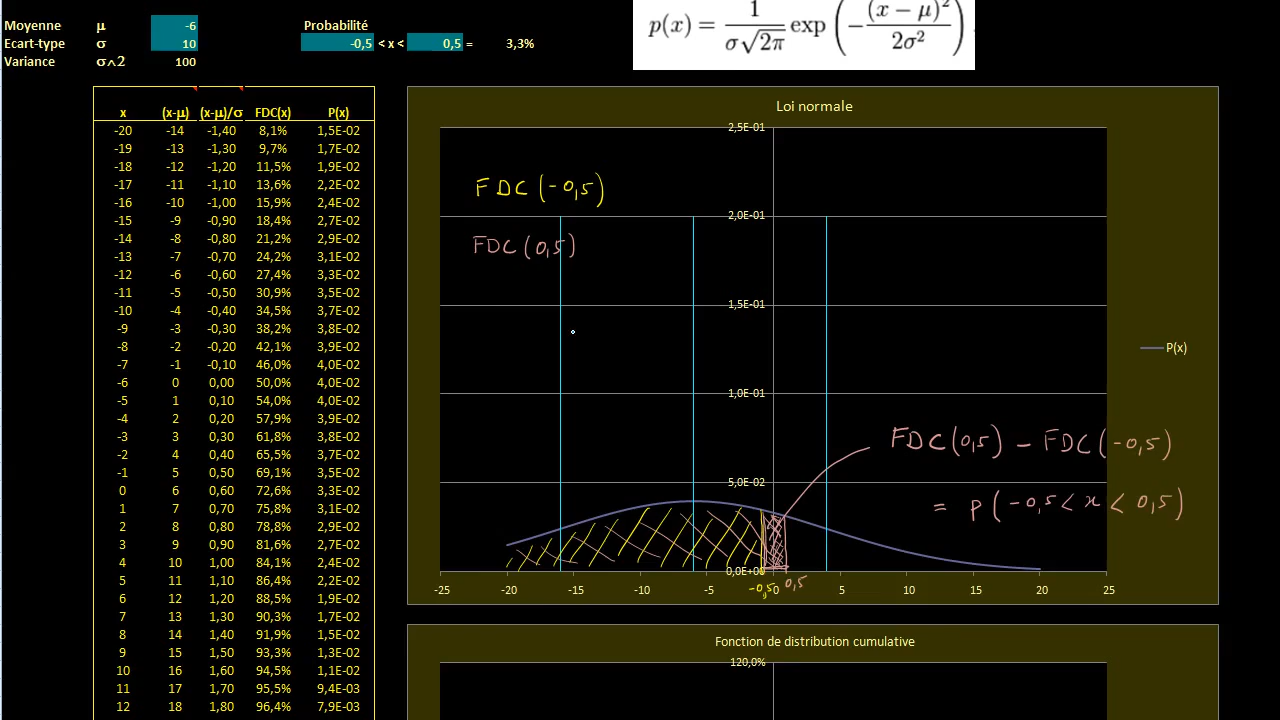 Moyenne μ -6
Ecart-type σ 10
Variance σ^2 100
Probabilité
-0,5 < x < 0,5 = 3,3%
p(x) = 1/(σ√2π) exp(-(x − μ)²/2σ²)
x (x-μ) (x-μ)/σ FDC(x) P(x)
-20 -14 -1,40 8,1% 1,5E-02
-19 -13 -1,30 9,7% 1,7E-02
-18 -12 -1,20 11,5% 1,9E-02
-17 -11 -1,10 13,6% 2,2E-02
-16 -10 -1,00 15,9% 2,4E-02
-15 -9 -0,90 18,4% 2,7E-02
-14 -8 -0,80 21,2% 2,9E-02
-13 -7 -0,70 24,2% 3,1E-02
-12 -6 -0,60 27,4% 3,3E-02
-11 -5 -0,50 30,9% 3,5E-02
-10 -4 -0,40 34,5% 3,7E-02
-9 -3 -0,30 38,2% 3,8E-02
-8 -2 -0,20 42,1% 3,9E-02
-7 -1 -0,10 46,0% 4,0E-02
-6 0 0,00 50,0% 4,0E-02
-5 1 0,10 54,0% 4,0E-02
-4 2 0,20 57,9% 3,9E-02
-3 3 0,30 61,8% 3,8E-02
-2 4 0,40 65,5% 3,7E-02
-1 5 0,50 69,1% 3,5E-02
0 6 0,60 72,6% 3,3E-02
1 7 0,70 75,8% 3,1E-02
2 8 0,80 78,8% 2,9E-02
3 9 0,90 81,6% 2,7E-02
4 10 1,00 84,1% 2,4E-02
5 11 1,10 86,4% 2,2E-02
6 12 1,20 88,5% 1,9E-02
7 13 1,30 90,3% 1,7E-02
8 14 1,40 91,9% 1,5E-02
9 15 1,50 93,3% 1,3E-02
10 16 1,60 94,5% 1,1E-02
11 17 1,70 95,5% 9,4E-03
12 18 1,80 96,4% 7,9E-03
Loi normale
2,5E-01
FDC(-0,5)
2,0E-01
FDC(0,5)
1,5E-01
P(x)
1,0E-01
FDC(0,5) - FDC(-0,5)
5,0E-02
= P(-0,5 < x < 0,5)
0,0E+00
-0,5 0,5
-25 -20 -15 -10 -5 0 5 10 15 20 25
Fonction de distribution cumulative
120,0%